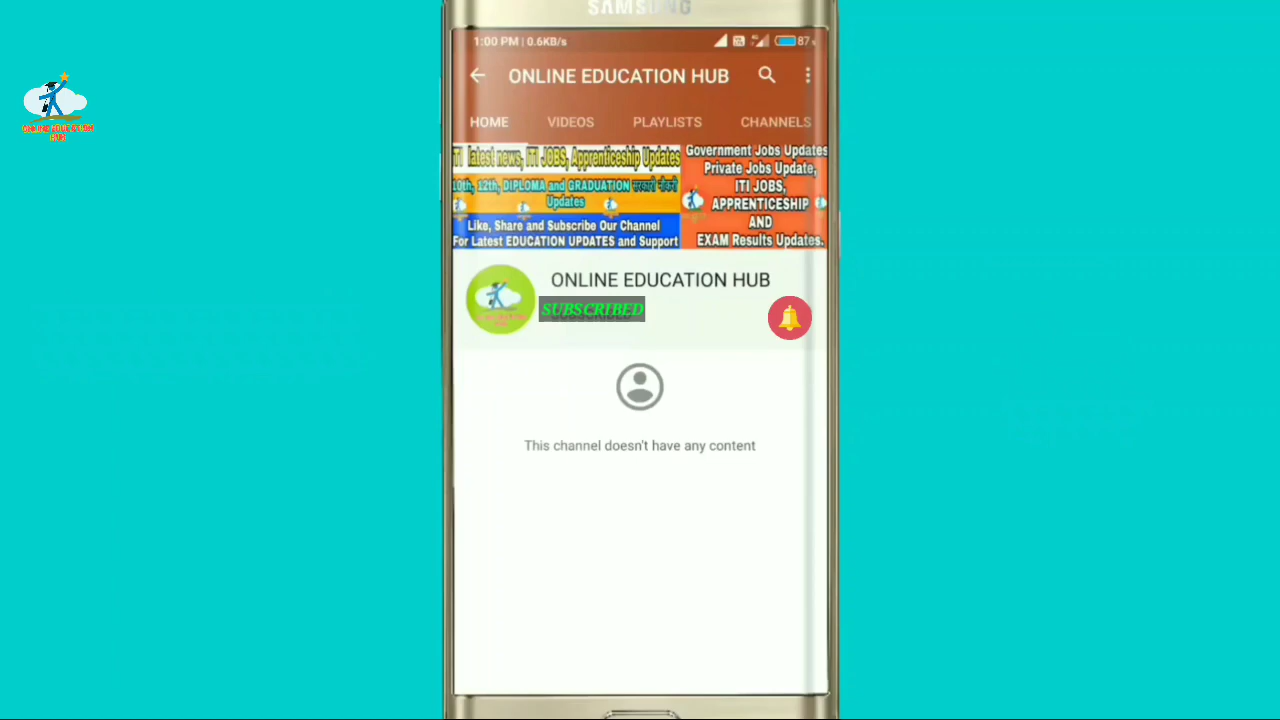 SAMSUNG
1:00 PM | 0.6KB/s
87
ONLINE EDUCATION HUB
HOME VIDEOS PLAYLISTS CHANNELS
ITI latest news, ITI JOBS, Apprenticeship Updates
10th, 12th, DIPLOMA and GRADUATION सरकारी नौकरी
Updates
Like, Share and Subscribe Our Channel
For Latest EDUCATION UPDATES and Support
Government Jobs Updates
Private Jobs Update,
ITI JOBS,
APPRENTICESHIP
AND
EXAM Results Updates.
ONLINE EDUCATION HUB
SUBSCRIBED
This channel doesn't have any content
ONLINE EDUCATION
HUB